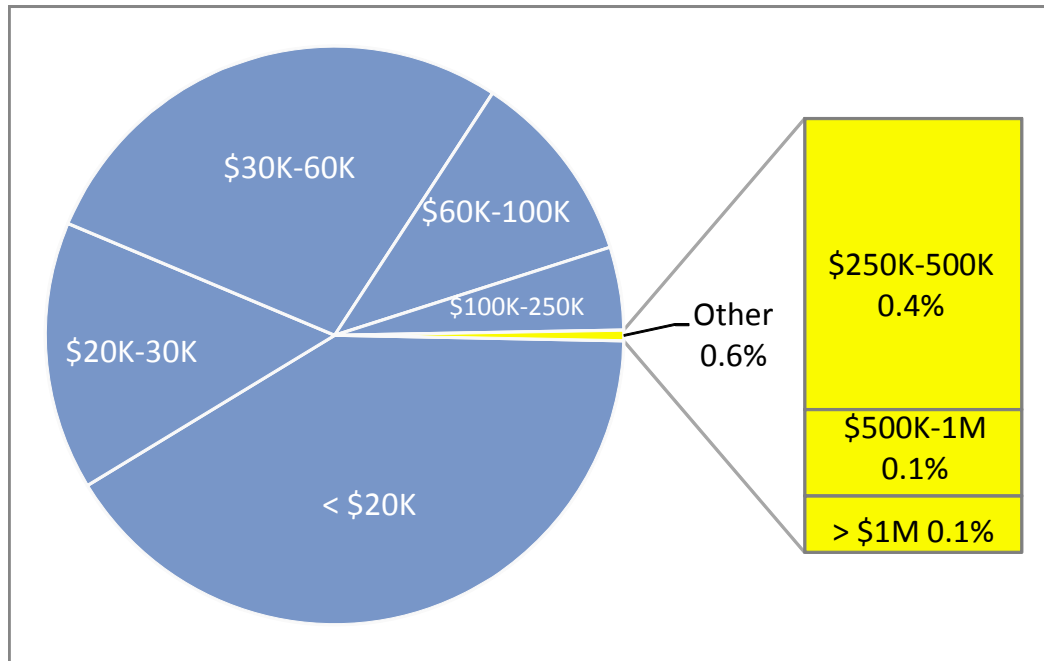 $30K-60K
$60K-100K
$100K-250K
$20K-30K
< $20K
Other
0.6%
$250K-500K
0.4%
$500K-1M
0.1%
> $1M 0.1%